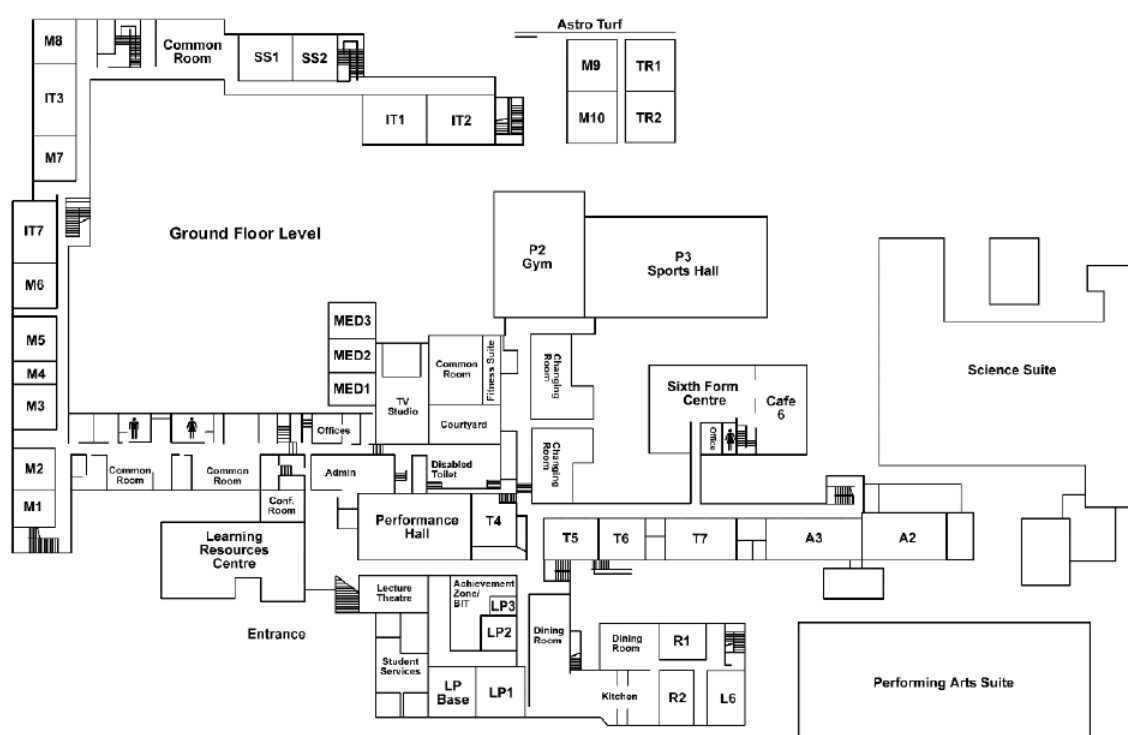 Astro Turf
M8
Common
Room
SS1
SS2
M9
TR1
IT3
IT1
IT2
M10
TR2
M7
IT7
Ground Floor Level
P2
Gym
P3
Sports Hall
M6
MED3
M5
MED2
Common
Room
Fitness Suite
Changing
Room
Science Suite
M4
MED1
Sixth Form
Centre
Cafe
6
M3
TV
Studio
Courtyard
Offices
Office
Changing
Room
M2
Common
Room
Common
Room
Admin
Disabled
Toilet
M1
Conf.
Room
Performance
Hall
T4
Learning
Resources
Centre
T5
T6
T7
A3
A2
Lecture
Theatre
Achievement
Zone/
BIT
LP3
Entrance
LP2
Dining
Room
Dining
Room
R1
Student
Services
LP
Base
LP1
Kitchen
R2
L6
Performing Arts Suite